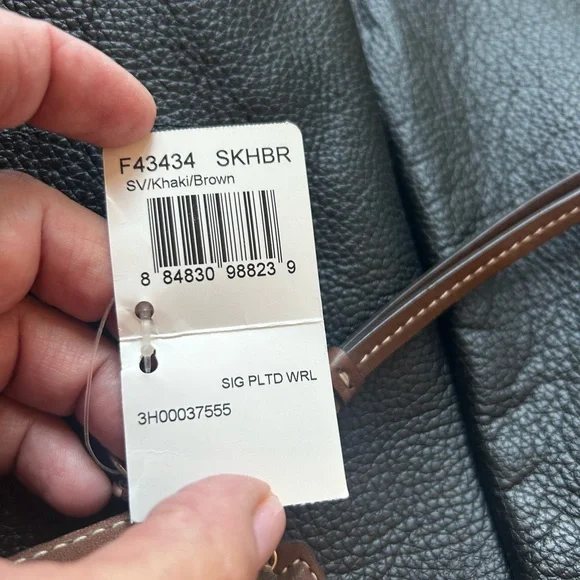 F43434 SKHBR
SV/Khaki/Brown
8 84830 98823 9
SIG PLTD WRL
3H00037555